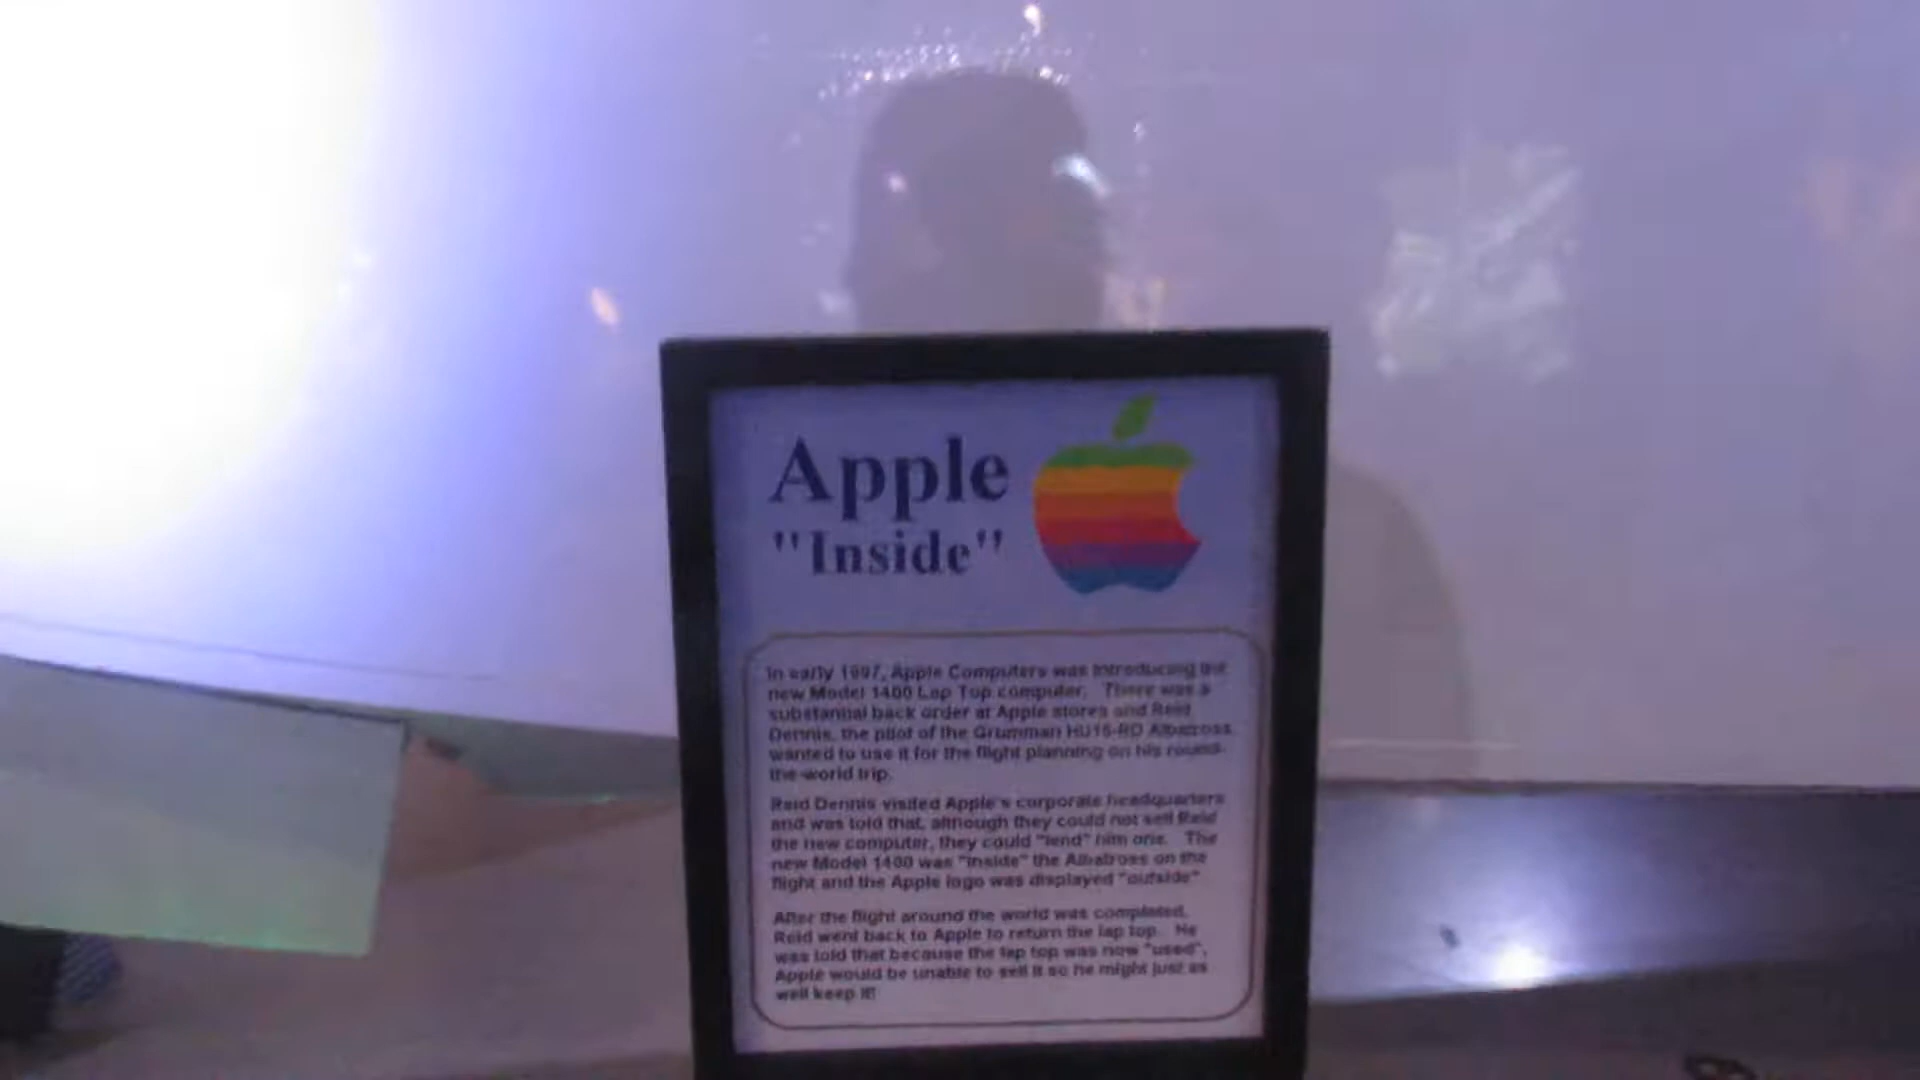 Apple
"Inside"
In early 1997, Apple Computers was introducing the
new Model 1400 Lap Top computer. There was a
substantial back order at Apple stores and Reid
Dennis, the pilot of the Grumman HU16-RD Albatross
wanted to use it for the flight planning on his round-
the-world trip.
Reid Dennis visited Apple's corporate headquarters
and was told that, although they could not sell Reid
the new computer, they could "lend" him one. The
new Model 1400 was "inside" the Albatross on the
flight and the Apple logo was displayed "outside"
After the flight around the world was completed,
Reid went back to Apple to return the lap top. He
was told that because the lap top was now "used",
Apple would be unable to sell it so he might just as
well keep it!